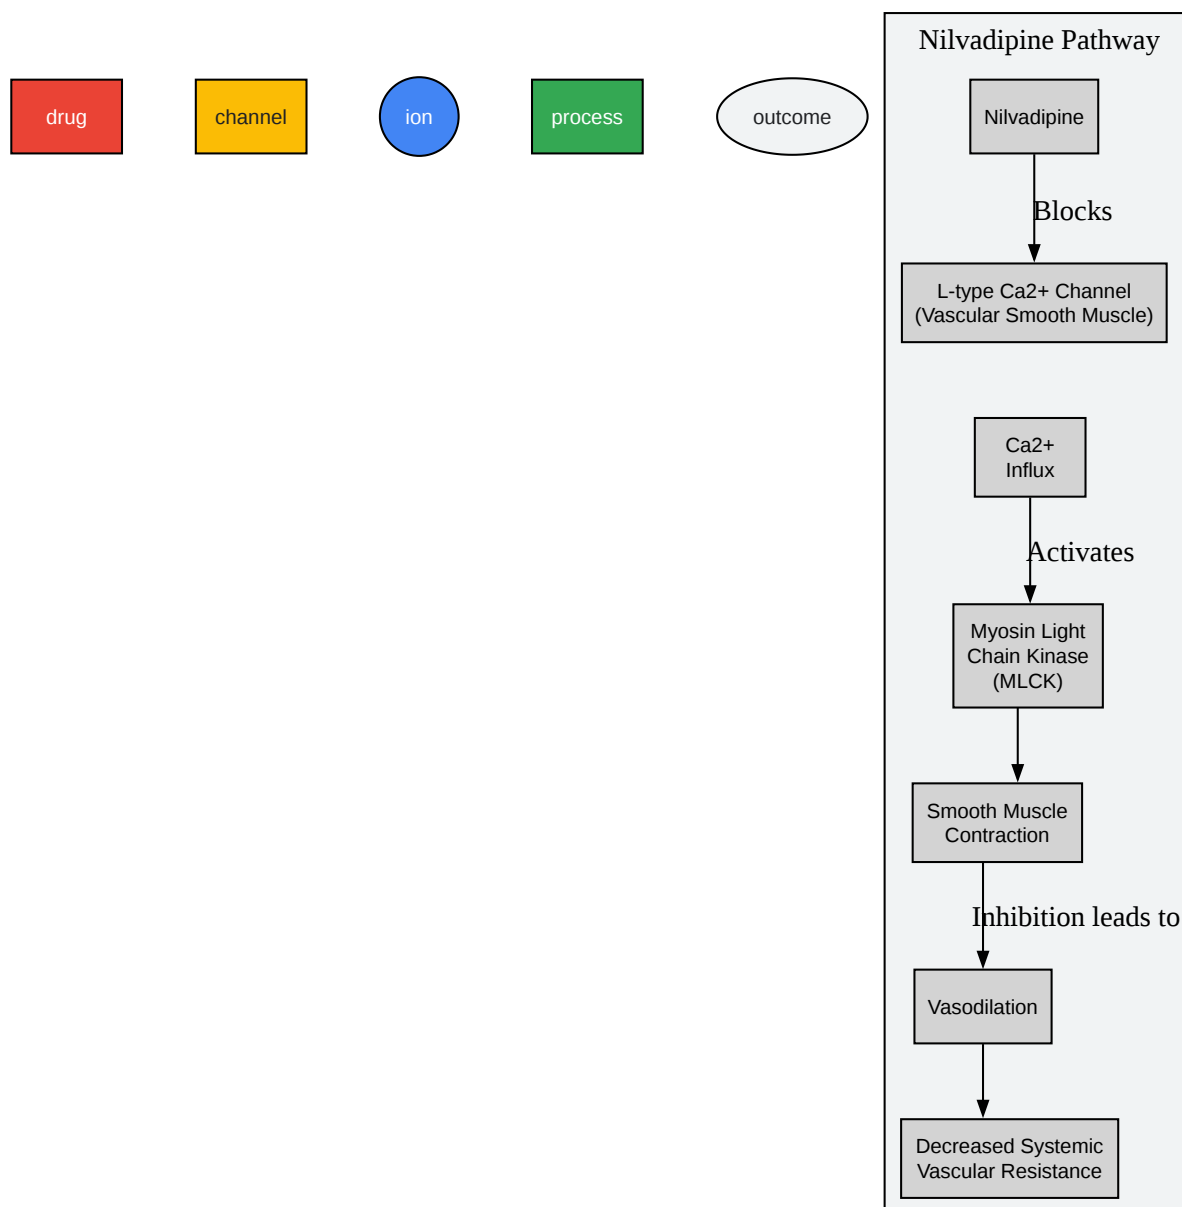 Nilvadipine Pathway
drug
channel
ion
process
outcome
Nilvadipine
Blocks
L-type Ca2+ Channel
(Vascular Smooth Muscle)
Ca2+
Influx
Activates
Myosin Light
Chain Kinase
(MLCK)
Smooth Muscle
Contraction
Inhibition leads to
Vasodilation
Decreased Systemic
Vascular Resistance